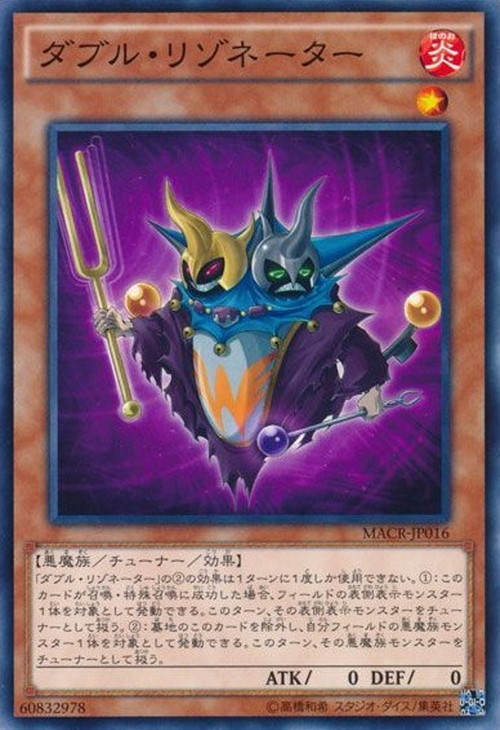 ダブル・リゾネーター
炎
MACR-JP016
【悪魔族／チューナー／効果】
「ダブル・リゾネーター」の②の効果は1ターンに1度しか使用できない。①：この
カードが召喚・特殊召喚に成功した場合、フィールドの表側表示モンスター
1体を対象として発動できる。このターン、その表側表示モンスターをチュー
ナーとして扱う。②：墓地のこのカードを除外し、自分フィールドの悪魔族モン
スター1体を対象として発動できる。このターン、その悪魔族モンスターを
チューナーとして扱う。
ATK/ 0 DEF/ 0
60832978 ©高橋和希 スタジオ・ダイス/集英社